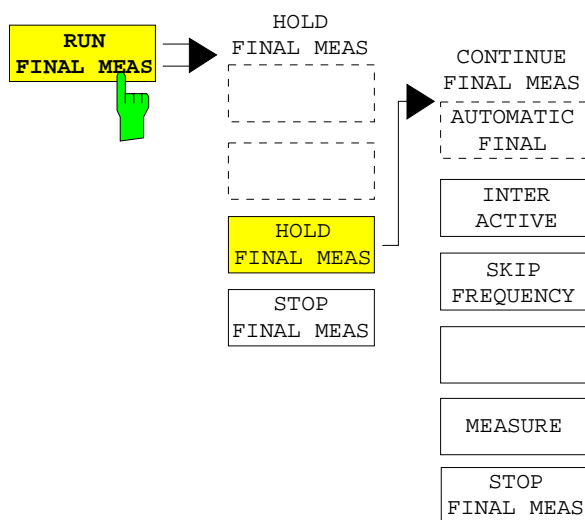 RUN
FINAL MEAS
HOLD
FINAL MEAS
HOLD
FINAL MEAS
STOP
FINAL MEAS
CONTINUE
FINAL MEAS
AUTOMATIC
FINAL
INTER
ACTIVE
SKIP
FREQUENCY
MEASURE
STOP
FINAL MEAS